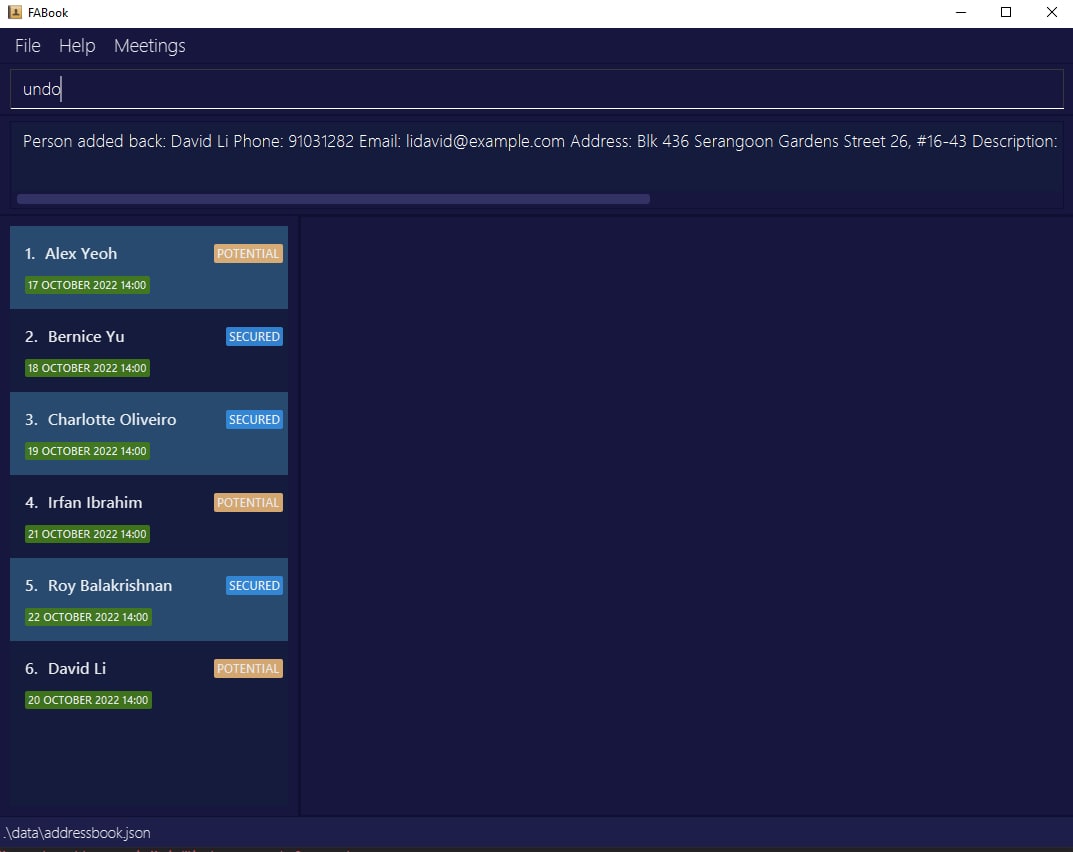 FABook
File Help Meetings
undo
Person added back: David Li Phone: 91031282 Email: lidavid@example.com Address: Blk 436 Serangoon Gardens Street 26, #16-43 Description:
1. Alex Yeoh POTENTIAL
17 OCTOBER 2022 14:00
2. Bernice Yu SECURED
18 OCTOBER 2022 14:00
3. Charlotte Oliveiro SECURED
19 OCTOBER 2022 14:00
4. Irfan Ibrahim POTENTIAL
21 OCTOBER 2022 14:00
5. Roy Balakrishnan SECURED
22 OCTOBER 2022 14:00
6. David Li POTENTIAL
20 OCTOBER 2022 14:00
.\data\addressbook.json